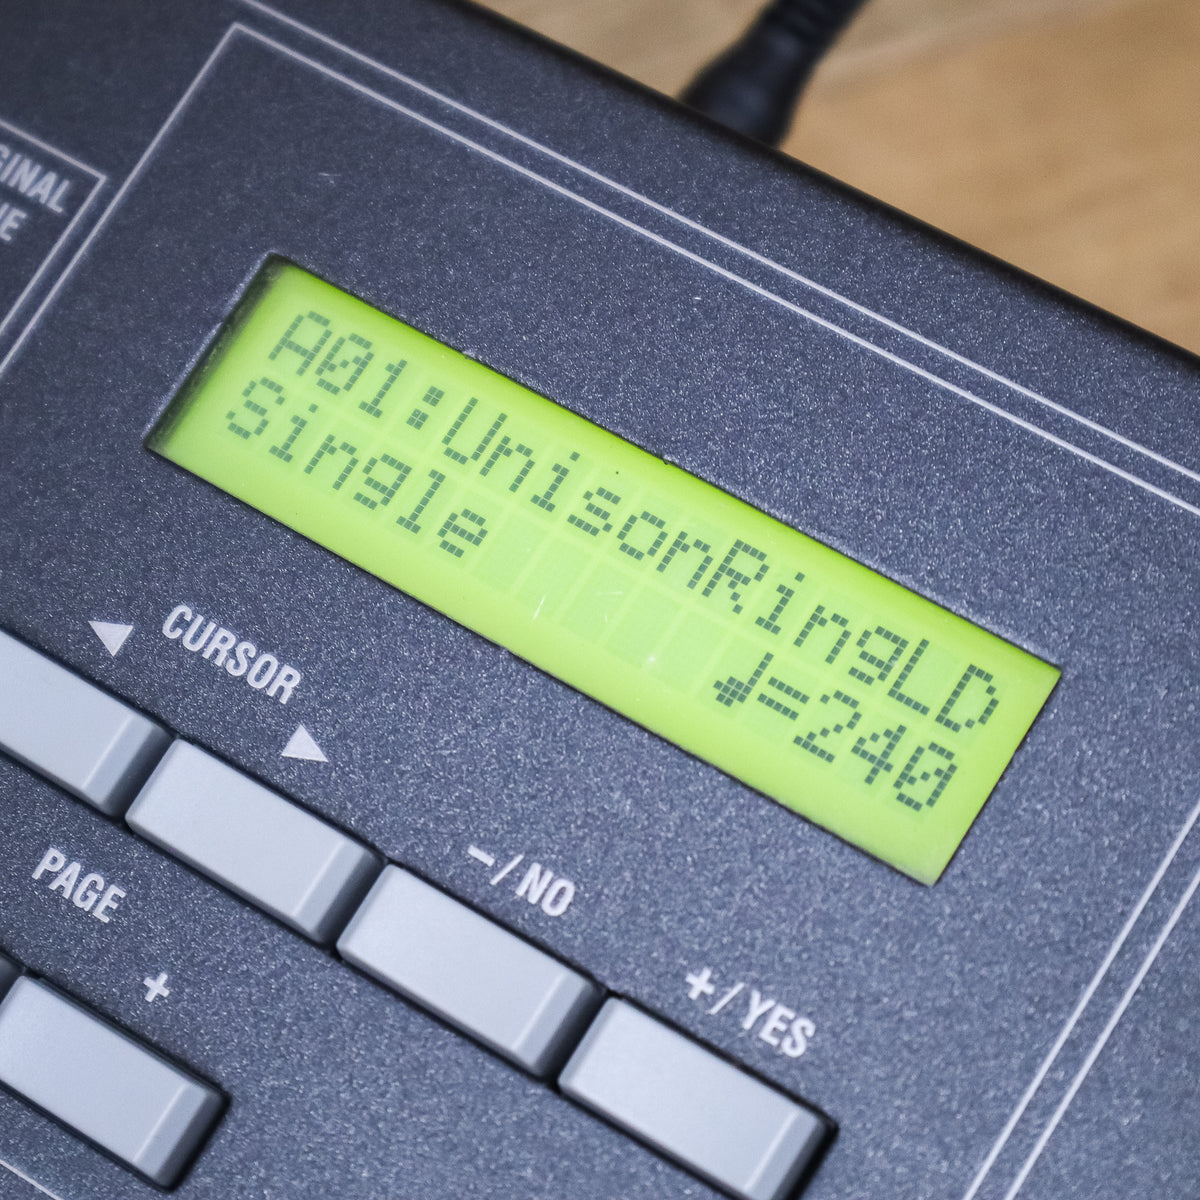 A01:UnisonRingLD
Single ♩=240
◀ CURSOR ▶
PAGE
+
-/NO
+/YES